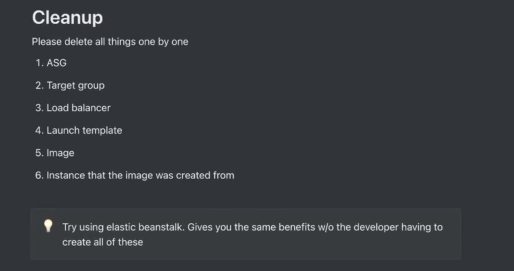 Cleanup
Please delete all things one by one
1. ASG
2. Target group
3. Load balancer
4. Launch template
5. Image
6. Instance that the image was created from
Try using elastic beanstalk. Gives you the same benefits w/o the developer having to
create all of these